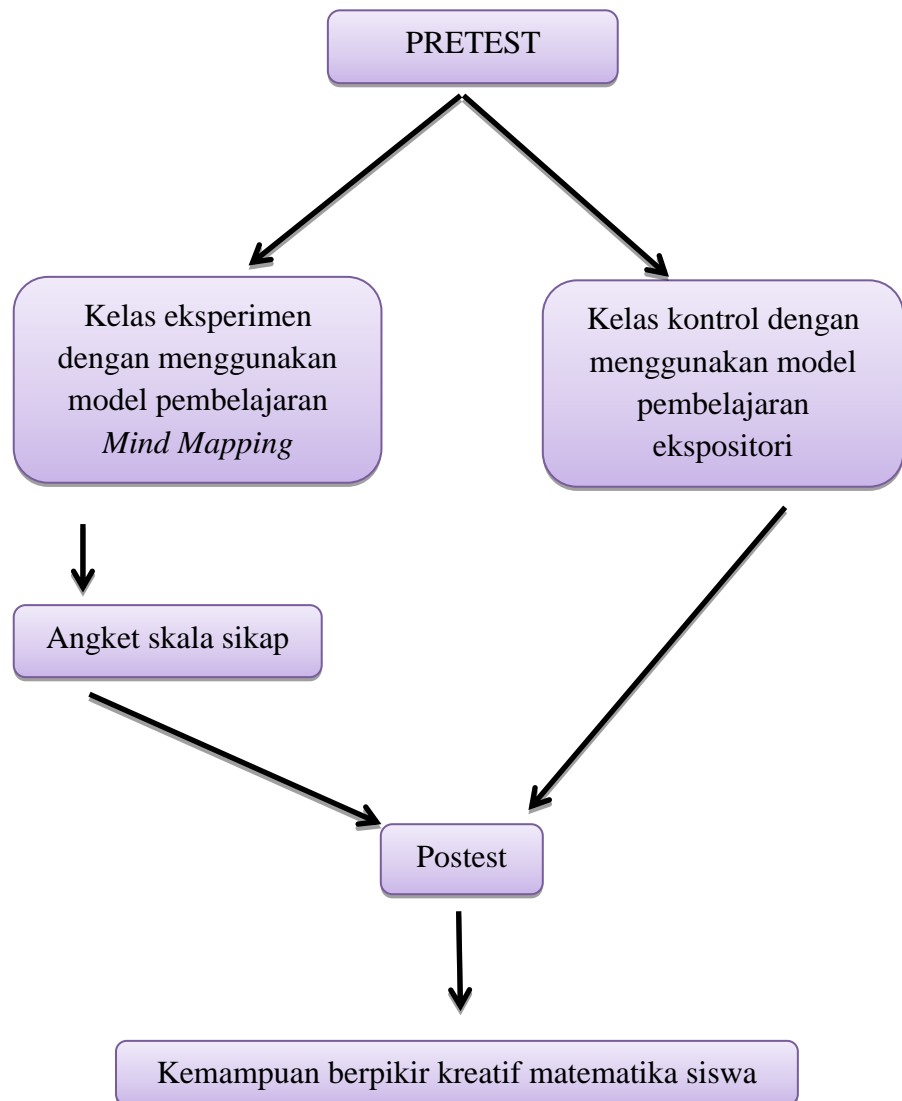 PRETEST
Kelas eksperimen
dengan menggunakan
model pembelajaran
Mind Mapping
Kelas kontrol dengan
menggunakan model
pembelajaran
ekspositori
Angket skala sikap
Postest
Kemampuan berpikir kreatif matematika siswa